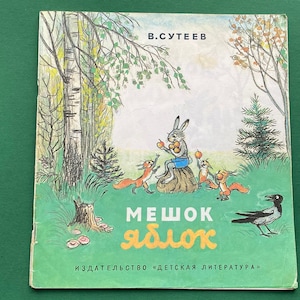 В. СУТЕЕВ
МЕШОК
яблок
ИЗДАТЕЛЬСТВО «ДЕТСКАЯ ЛИТЕРАТУРА»